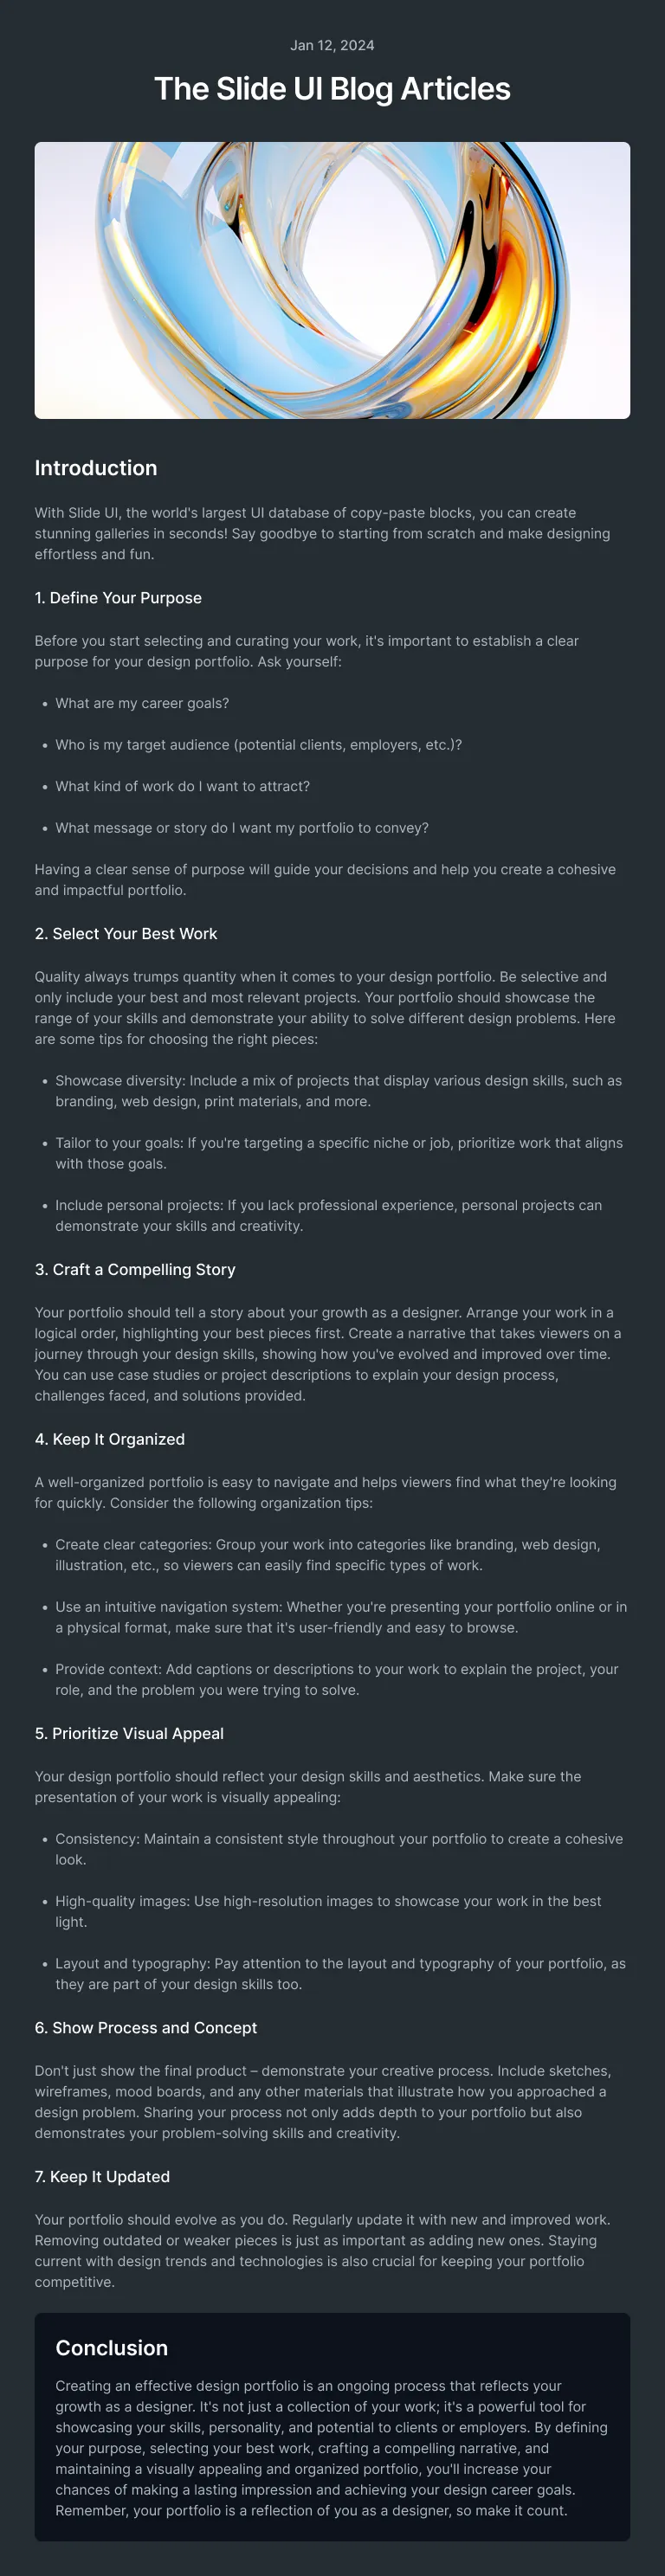 Jan 12, 2024
The Slide UI Blog Articles
Introduction
With Slide UI, the world's largest UI database of copy-paste blocks, you can create
stunning galleries in seconds! Say goodbye to starting from scratch and make designing
effortless and fun.
1. Define Your Purpose
Before you start selecting and curating your work, it's important to establish a clear
purpose for your design portfolio. Ask yourself:
• What are my career goals?
• Who is my target audience (potential clients, employers, etc.)?
• What kind of work do I want to attract?
• What message or story do I want my portfolio to convey?
Having a clear sense of purpose will guide your decisions and help you create a cohesive
and impactful portfolio.
2. Select Your Best Work
Quality always trumps quantity when it comes to your design portfolio. Be selective and
only include your best and most relevant projects. Your portfolio should showcase the
range of your skills and demonstrate your ability to solve different design problems. Here
are some tips for choosing the right pieces:
• Showcase diversity: Include a mix of projects that display various design skills, such as
branding, web design, print materials, and more.
• Tailor to your goals: If you're targeting a specific niche or job, prioritize work that aligns
with those goals.
• Include personal projects: If you lack professional experience, personal projects can
demonstrate your skills and creativity.
3. Craft a Compelling Story
Your portfolio should tell a story about your growth as a designer. Arrange your work in a
logical order, highlighting your best pieces first. Create a narrative that takes viewers on a
journey through your design skills, showing how you've evolved and improved over time.
You can use case studies or project descriptions to explain your design process,
challenges faced, and solutions provided.
4. Keep It Organized
A well-organized portfolio is easy to navigate and helps viewers find what they're looking
for quickly. Consider the following organization tips:
• Create clear categories: Group your work into categories like branding, web design,
illustration, etc., so viewers can easily find specific types of work.
• Use an intuitive navigation system: Whether you're presenting your portfolio online or in
a physical format, make sure that it's user-friendly and easy to browse.
• Provide context: Add captions or descriptions to your work to explain the project, your
role, and the problem you were trying to solve.
5. Prioritize Visual Appeal
Your design portfolio should reflect your design skills and aesthetics. Make sure the
presentation of your work is visually appealing:
• Consistency: Maintain a consistent style throughout your portfolio to create a cohesive
look.
• High-quality images: Use high-resolution images to showcase your work in the best
light.
• Layout and typography: Pay attention to the layout and typography of your portfolio, as
they are part of your design skills too.
6. Show Process and Concept
Don't just show the final product – demonstrate your creative process. Include sketches,
wireframes, mood boards, and any other materials that illustrate how you approached a
design problem. Sharing your process not only adds depth to your portfolio but also
demonstrates your problem-solving skills and creativity.
7. Keep It Updated
Your portfolio should evolve as you do. Regularly update it with new and improved work.
Removing outdated or weaker pieces is just as important as adding new ones. Staying
current with design trends and technologies is also crucial for keeping your portfolio
competitive.
Conclusion
Creating an effective design portfolio is an ongoing process that reflects your
growth as a designer. It's not just a collection of your work; it's a powerful tool for
showcasing your skills, personality, and potential to clients or employers. By defining
your purpose, selecting your best work, crafting a compelling narrative, and
maintaining a visually appealing and organized portfolio, you'll increase your
chances of making a lasting impression and achieving your design career goals.
Remember, your portfolio is a reflection of you as a designer, so make it count.